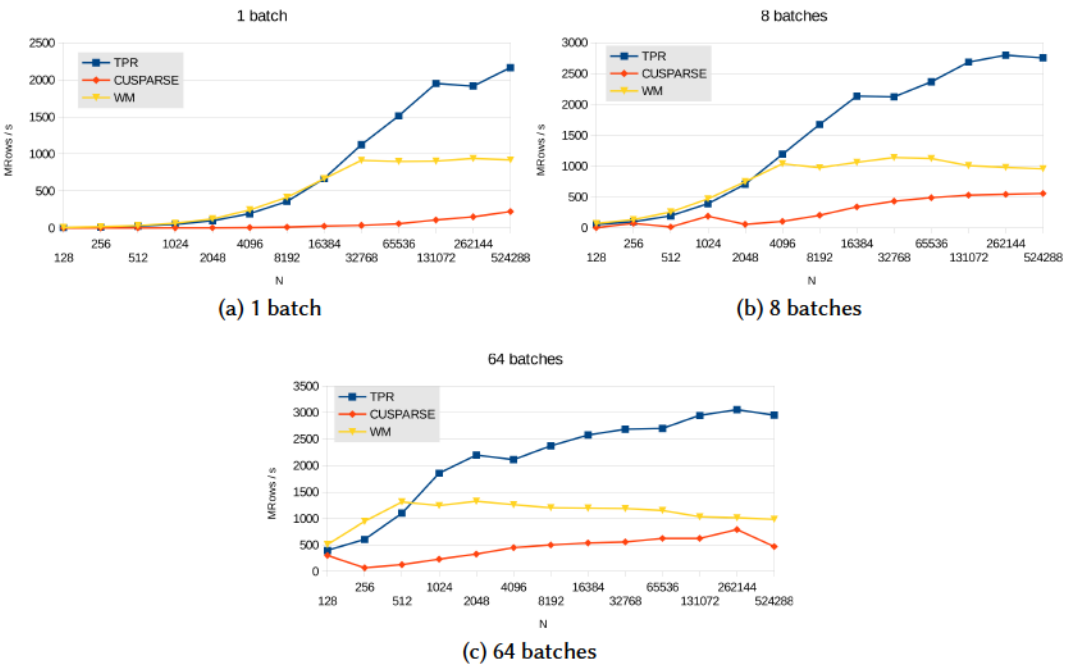 1 batch
2500
2000
1500
1000
500
0
TPR
CUSPARSE
WM
MRows / s
256 1024 4096 16384 65536 262144
128 512 2048 8192 32768 131072 524288
N
(a) 1 batch
8 batches
3000
2500
2000
1500
1000
500
0
TPR
CUSPARSE
WM
MRows / s
256 1024 4096 16384 65536 262144
128 512 2048 8192 32768 131072 524288
N
(b) 8 batches
64 batches
3500
3000
2500
2000
1500
1000
500
0
TPR
CUSPARSE
WM
MRows / s
256 1024 4096 16384 65536 262144
128 512 2048 8192 32768 131072 524288
N
(c) 64 batches